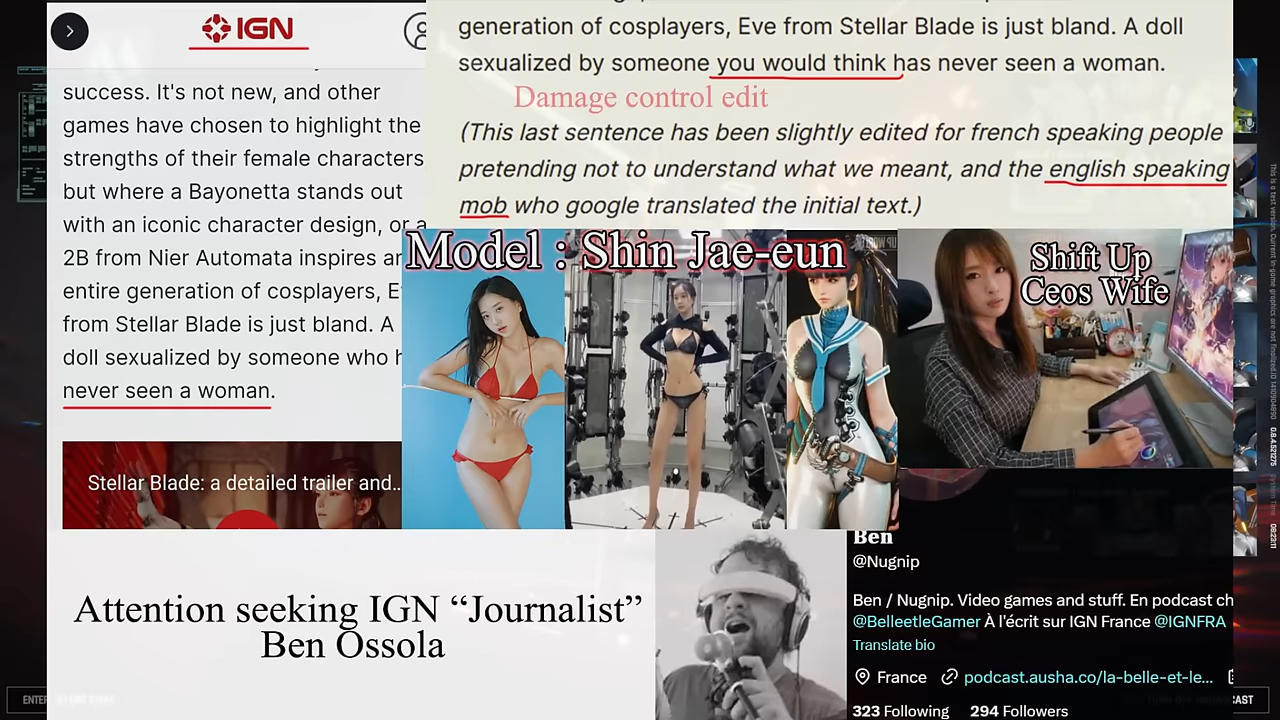 IGN
success. It's not new, and other
games have chosen to highlight the
strengths of their female characters
but where a Bayonetta stands out
with an iconic character design, or a
2B from Nier Automata inspires an
entire generation of cosplayers, E
from Stellar Blade is just bland. A
doll sexualized by someone who h
never seen a woman.
Stellar Blade: a detailed trailer and...
generation of cosplayers, Eve from Stellar Blade is just bland. A doll
sexualized by someone you would think has never seen a woman.
Damage control edit
(This last sentence has been slightly edited for french speaking people
pretending not to understand what we meant, and the english speaking
mob who google translated the initial text.)
Model : Shin Jae-eun
Shift Up
Ceos Wife
Attention seeking IGN “Journalist”
Ben Ossola
Ben
@Nugnip
Ben / Nugnip. Video games and stuff. En podcast ch
@BelleetleGamer À l'écrit sur IGN France @IGNFRA
Translate bio
France podcast.ausha.co/la-belle-et-le...
323 Following 294 Followers
ENTER